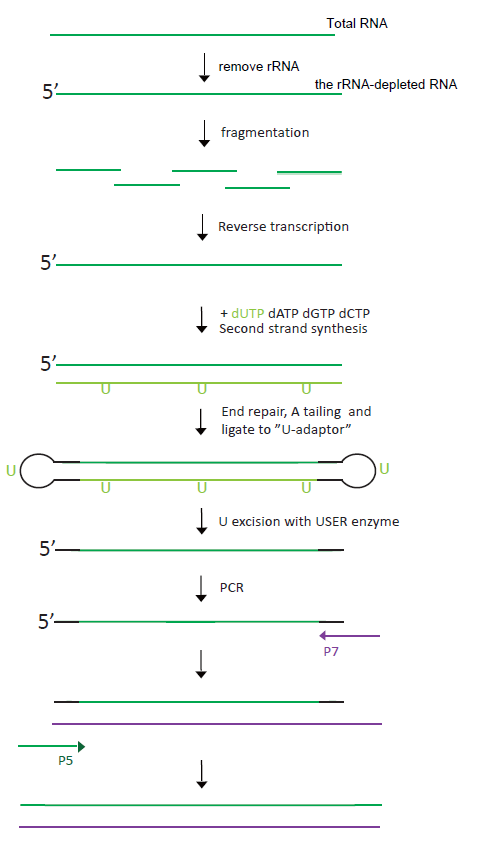 Total RNA
remove rRNA
the rRNA-depleted RNA
5’
fragmentation
Reverse transcription
5’
+ dUTP dATP dGTP dCTP
Second strand synthesis
5’
U U U
End repair, A tailing and
ligate to ”U-adaptor”
U U
U U U
U excision with USER enzyme
5’
PCR
5’
P7
P5